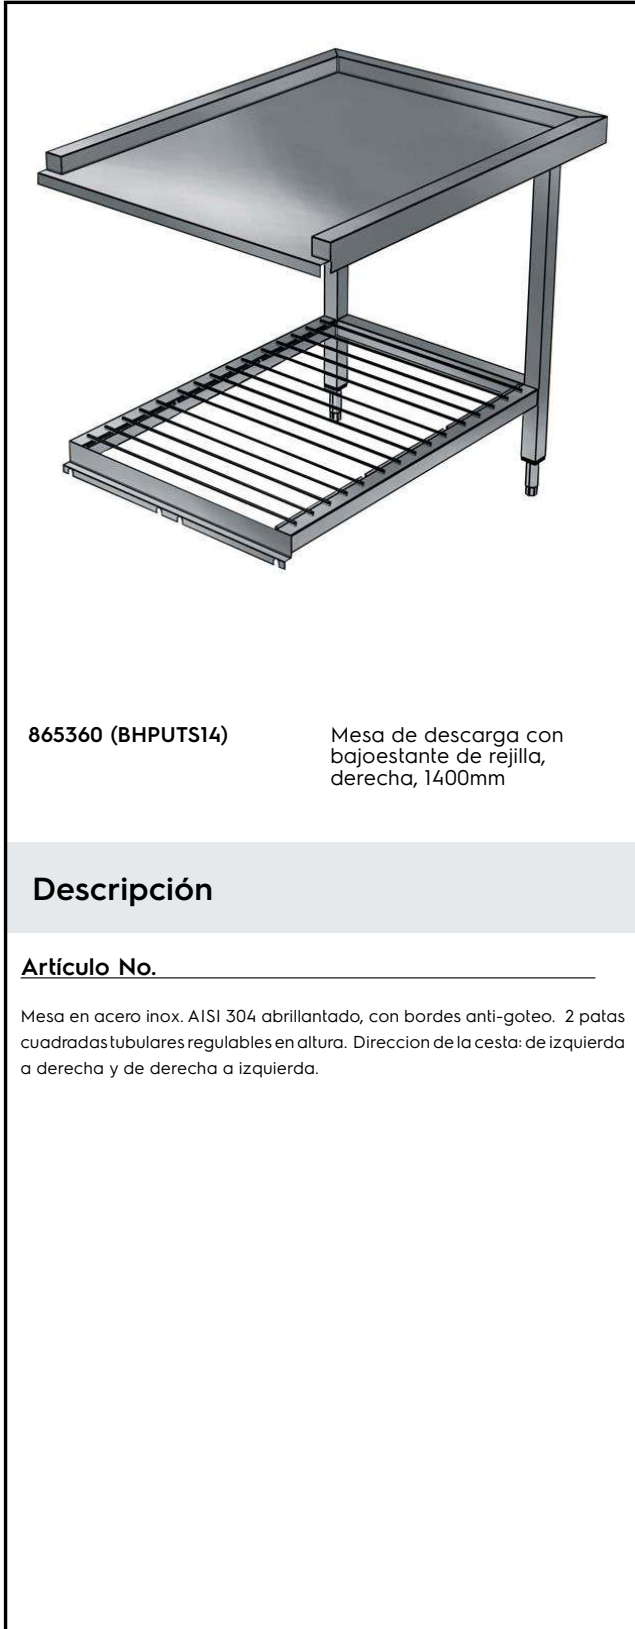 865360 (BHPUTS14)
Mesa de descarga con
bajoestante de rejilla,
derecha, 1400mm
Descripción
Artículo No.
Mesa en acero inox. AISI 304 abrillantado, con bordes anti-goteo. 2 patas
cuadradas tubulares regulables en altura. Direccion de la cesta: de izquierda
a derecha y de derecha a izquierda.